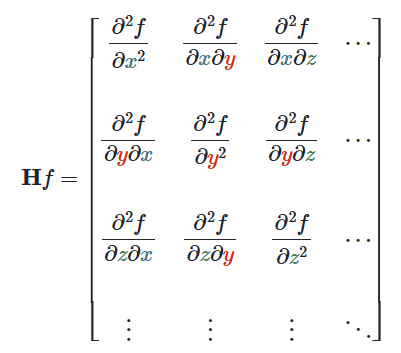 ∂²f/∂x² ∂²f/∂x∂y ∂²f/∂x∂z ⋯
Hf = ∂²f/∂y∂x ∂²f/∂y² ∂²f/∂y∂z ⋯
∂²f/∂z∂x ∂²f/∂z∂y ∂²f/∂z² ⋯
⋮ ⋮ ⋮ ⋱